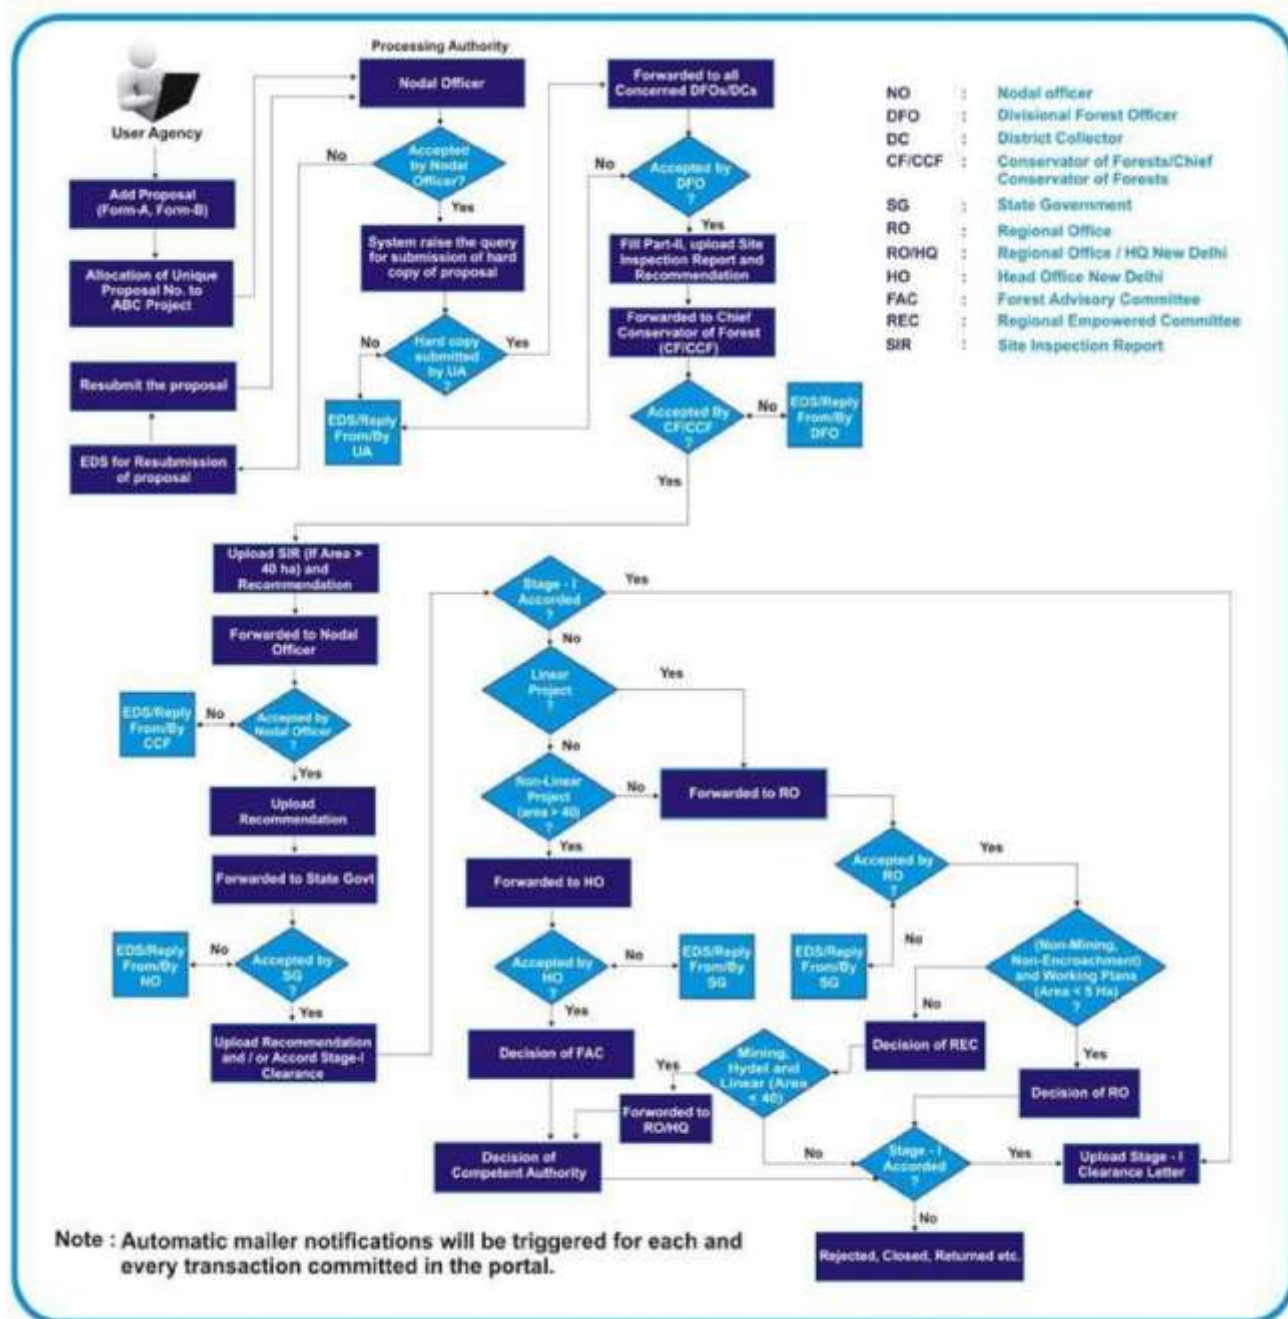 Processing Authority
User Agency
Nodal Officer
Accepted
by Nodal
Officer?
No
Yes
Add Proposal
(Form-A, Form-B)
Allocation of Unique
Proposal No. to
ABC Project
Resubmit the proposal
EDS for Resubmission
of proposal
System raise the query
for submission of hard
copy of proposal
Hard copy
submitted
by UA
?
No
Yes
EDS/Reply
From/By
UA
Forwarded to all
Concerned DFOs/DCs
No
Accepted by
DFO
?
Yes
Fill Part-II, upload Site
Inspection Report and
Recommendation
Forwarded to Chief
Conservator of Forest
(CF/CCF)
Accepted By
CF/CCF
?
No
EDS/Reply
From/By
DFO
Yes
NO : Nodal officer
DFO : Divisional Forest Officer
DC : District Collector
CF/CCF : Conservator of Forests/Chief
Conservator of Forests
SG : State Government
RO : Regional Office
RO/HQ : Regional Office / HQ New Delhi
HO : Head Office New Delhi
FAC : Forest Advisory Committee
REC : Regional Empowered Committee
SIR : Site Inspection Report
Upload SIR (If Area >
40 ha) and
Recommendation
Forwarded to Nodal
Officer
EDS/Reply
From/By
CCF
No
Accepted by
Nodal Officer
?
Yes
Upload
Recommendation
Forwarded to State Govt
EDS/Reply
From/By
NO
No
Accepted by
SG
?
Yes
Upload Recommendation
and / or Accord Stage-I
Clearance
Stage - I
Accorded
?
Yes
No
Linear
Project
?
Yes
No
Non-Linear
Project
(area > 40)
?
No
Yes
Forwarded to RO
Forwarded to HO
Accepted by
HO
?
No
EDS/Reply
From/By
SG
Yes
Decision of FAC
Accepted by
RO
?
Yes
No
EDS/Reply
From/By
SG
(Non-Mining,
Non-Encroachment)
and Working Plans
(Area < 5 Ha)
?
No
Yes
Decision of REC
Decision of RO
Mining,
Hydel and
Linear (Area
< 40)
Yes
No
Forwarded to
RO/HQ
Decision of
Competent Authority
Stage - I
Accorded
?
Yes
Upload Stage - I
Clearance Letter
No
Rejected, Closed, Returned etc.
Note : Automatic mailer notifications will be triggered for each and
every transaction committed in the portal.